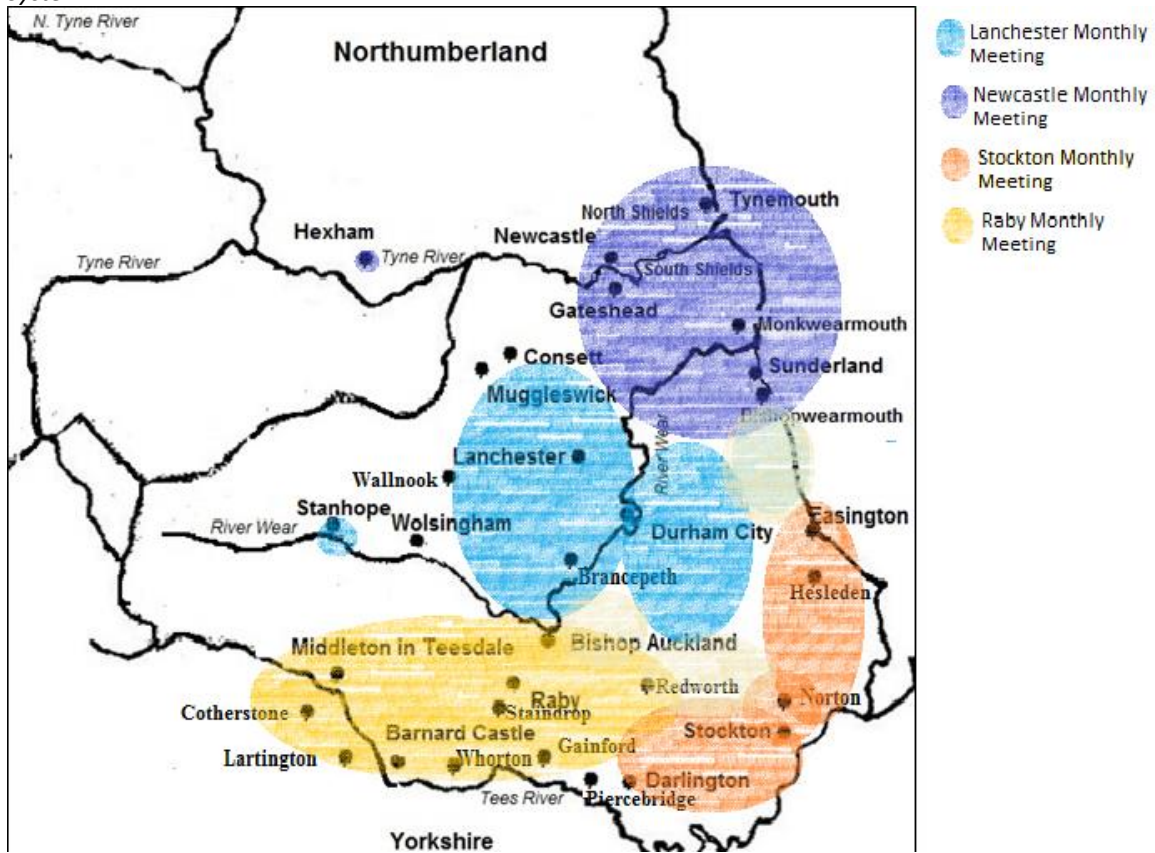 N. Tyne River
Northumberland
Lanchester Monthly
Meeting
Newcastle Monthly
Meeting
Stockton Monthly
Meeting
Raby Monthly
Meeting
Tynemouth
North Shields
Hexham
Newcastle
Tyne River
Tyne River
South Shields
Gateshead
Monkwearmouth
Consett
Sunderland
Muggleswick
Bishopwearmouth
River Wear
Lanchester
Wallnook
Stanhope
Wolsingham
River Wear
Easington
Durham City
Brancepeth
Hesleden
Middleton in Teesdale
Bishop Auckland
Redworth
Raby
Norton
Cotherstone
Staindrop
Barnard Castle
Stockton
Gainford
Lartington
Whorton
Darlington
Tees River
Piercebridge
Yorkshire